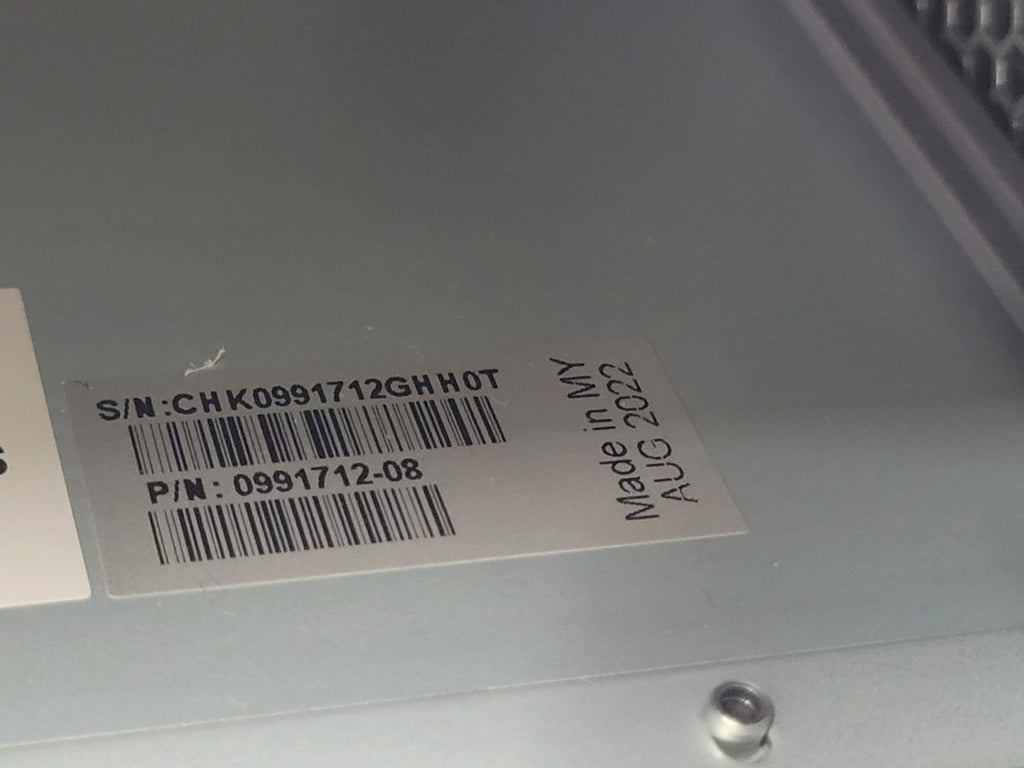 S/N:CHK0991712GHH0T
P/N: 0991712-08
Made in MY
AUG 2022